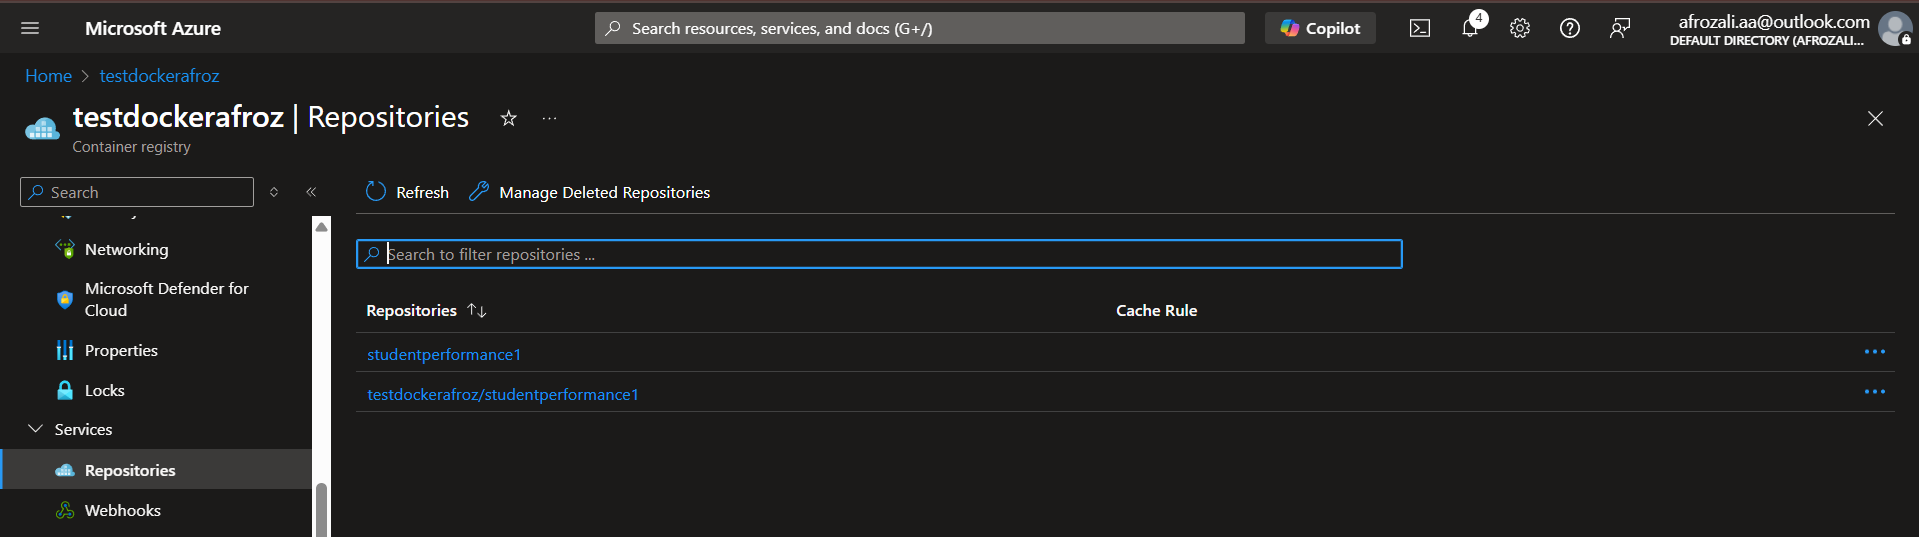 Microsoft Azure
Search resources, services, and docs (G+/)
Copilot
4
afrozali.aa@outlook.com
DEFAULT DIRECTORY (AFROZALI...
Home > testdockerafroz
testdockerafroz | Repositories
Container registry
Search
Refresh
Manage Deleted Repositories
Networking
Microsoft Defender for
Cloud
Properties
Locks
Services
Repositories
Webhooks
Search to filter repositories ...
Repositories
Cache Rule
studentperformance1
testdockerafroz/studentperformance1